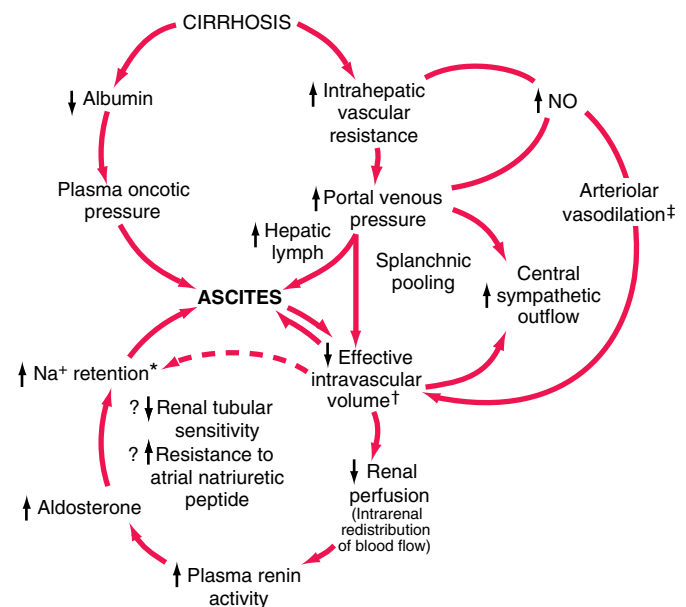 CIRRHOSIS
↓ Albumin
↑ Intrahepatic
vascular
resistance
↑ NO
Plasma oncotic
pressure
↑ Portal venous
pressure
Arteriolar
vasodilation‡
↑ Hepatic
lymph
Splanchnic
pooling
Central
↑ sympathetic
outflow
ASCITES
↓ Effective
intravascular
volume†
↑ Na⁺ retention*
? ↓ Renal tubular
sensitivity
? ↑ Resistance to
atrial natriuretic
peptide
↓ Renal
perfusion
(Intrarenal
redistribution
of blood flow)
↑ Aldosterone
↑ Plasma renin
activity